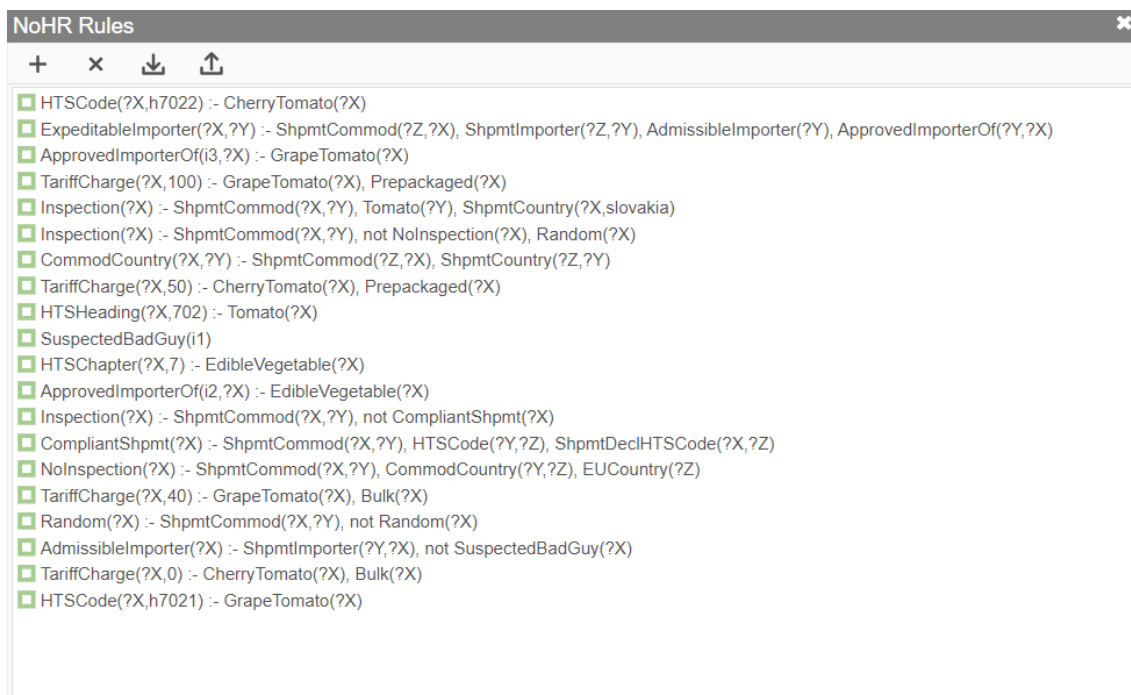 NoHR Rules
HTSCode(?X,h7022) :- CherryTomato(?X)
ExpeditableImporter(?X,?Y) :- ShpmtCommod(?Z,?X), ShpmtImporter(?Z,?Y), AdmissibleImporter(?Y), ApprovedImporterOf(?Y,?X)
ApprovedImporterOf(i3,?X) :- GrapeTomato(?X)
TariffCharge(?X,100) :- GrapeTomato(?X), Prepackaged(?X)
Inspection(?X) :- ShpmtCommod(?X,?Y), Tomato(?Y), ShpmtCountry(?X,slovakia)
Inspection(?X) :- ShpmtCommod(?X,?Y), not NoInspection(?X), Random(?X)
CommodCountry(?X,?Y) :- ShpmtCommod(?Z,?X), ShpmtCountry(?Z,?Y)
TariffCharge(?X,50) :- CherryTomato(?X), Prepackaged(?X)
HTSHeading(?X,702) :- Tomato(?X)
SuspectedBadGuy(i1)
HTSChapter(?X,7) :- EdibleVegetable(?X)
ApprovedImporterOf(i2,?X) :- EdibleVegetable(?X)
Inspection(?X) :- ShpmtCommod(?X,?Y), not CompliantShpmt(?X)
CompliantShpmt(?X) :- ShpmtCommod(?X,?Y), HTSCode(?Y,?Z), ShpmtDeclHTSCode(?X,?Z)
NoInspection(?X) :- ShpmtCommod(?X,?Y), CommodCountry(?Y,?Z), EUCountry(?Z)
TariffCharge(?X,40) :- GrapeTomato(?X), Bulk(?X)
Random(?X) :- ShpmtCommod(?X,?Y), not Random(?X)
AdmissibleImporter(?X) :- ShpmtImporter(?Y,?X), not SuspectedBadGuy(?X)
TariffCharge(?X,0) :- CherryTomato(?X), Bulk(?X)
HTSCode(?X,h7021) :- GrapeTomato(?X)